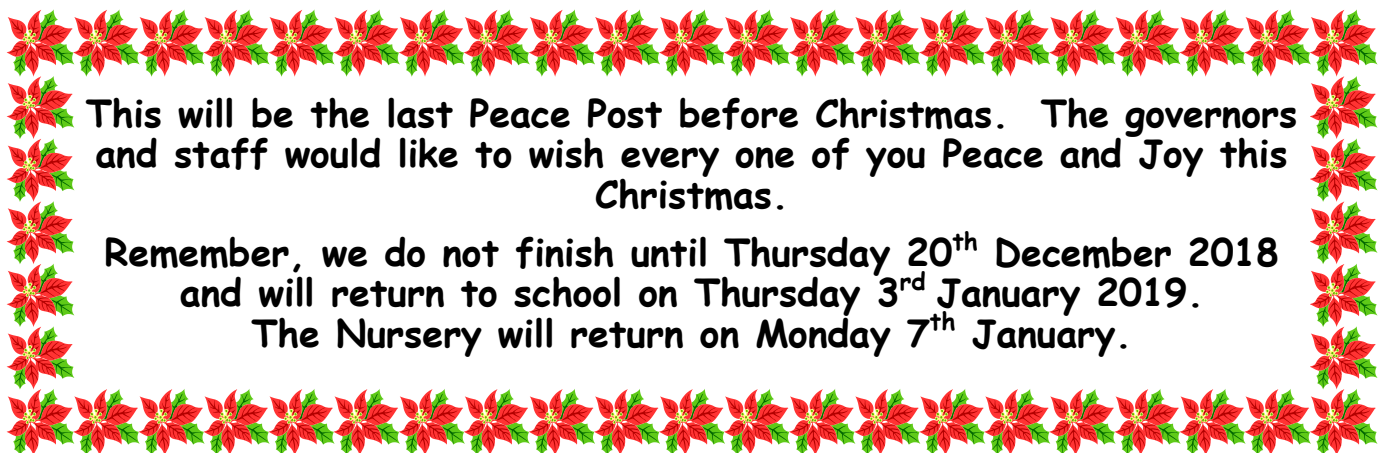 This will be the last Peace Post before Christmas.  The governors
and staff would like to wish every one of you Peace and Joy this
Christmas.
Remember, we do not finish until Thursday 20th December 2018
and will return to school on Thursday 3rd January 2019.
The Nursery will return on Monday 7th January.